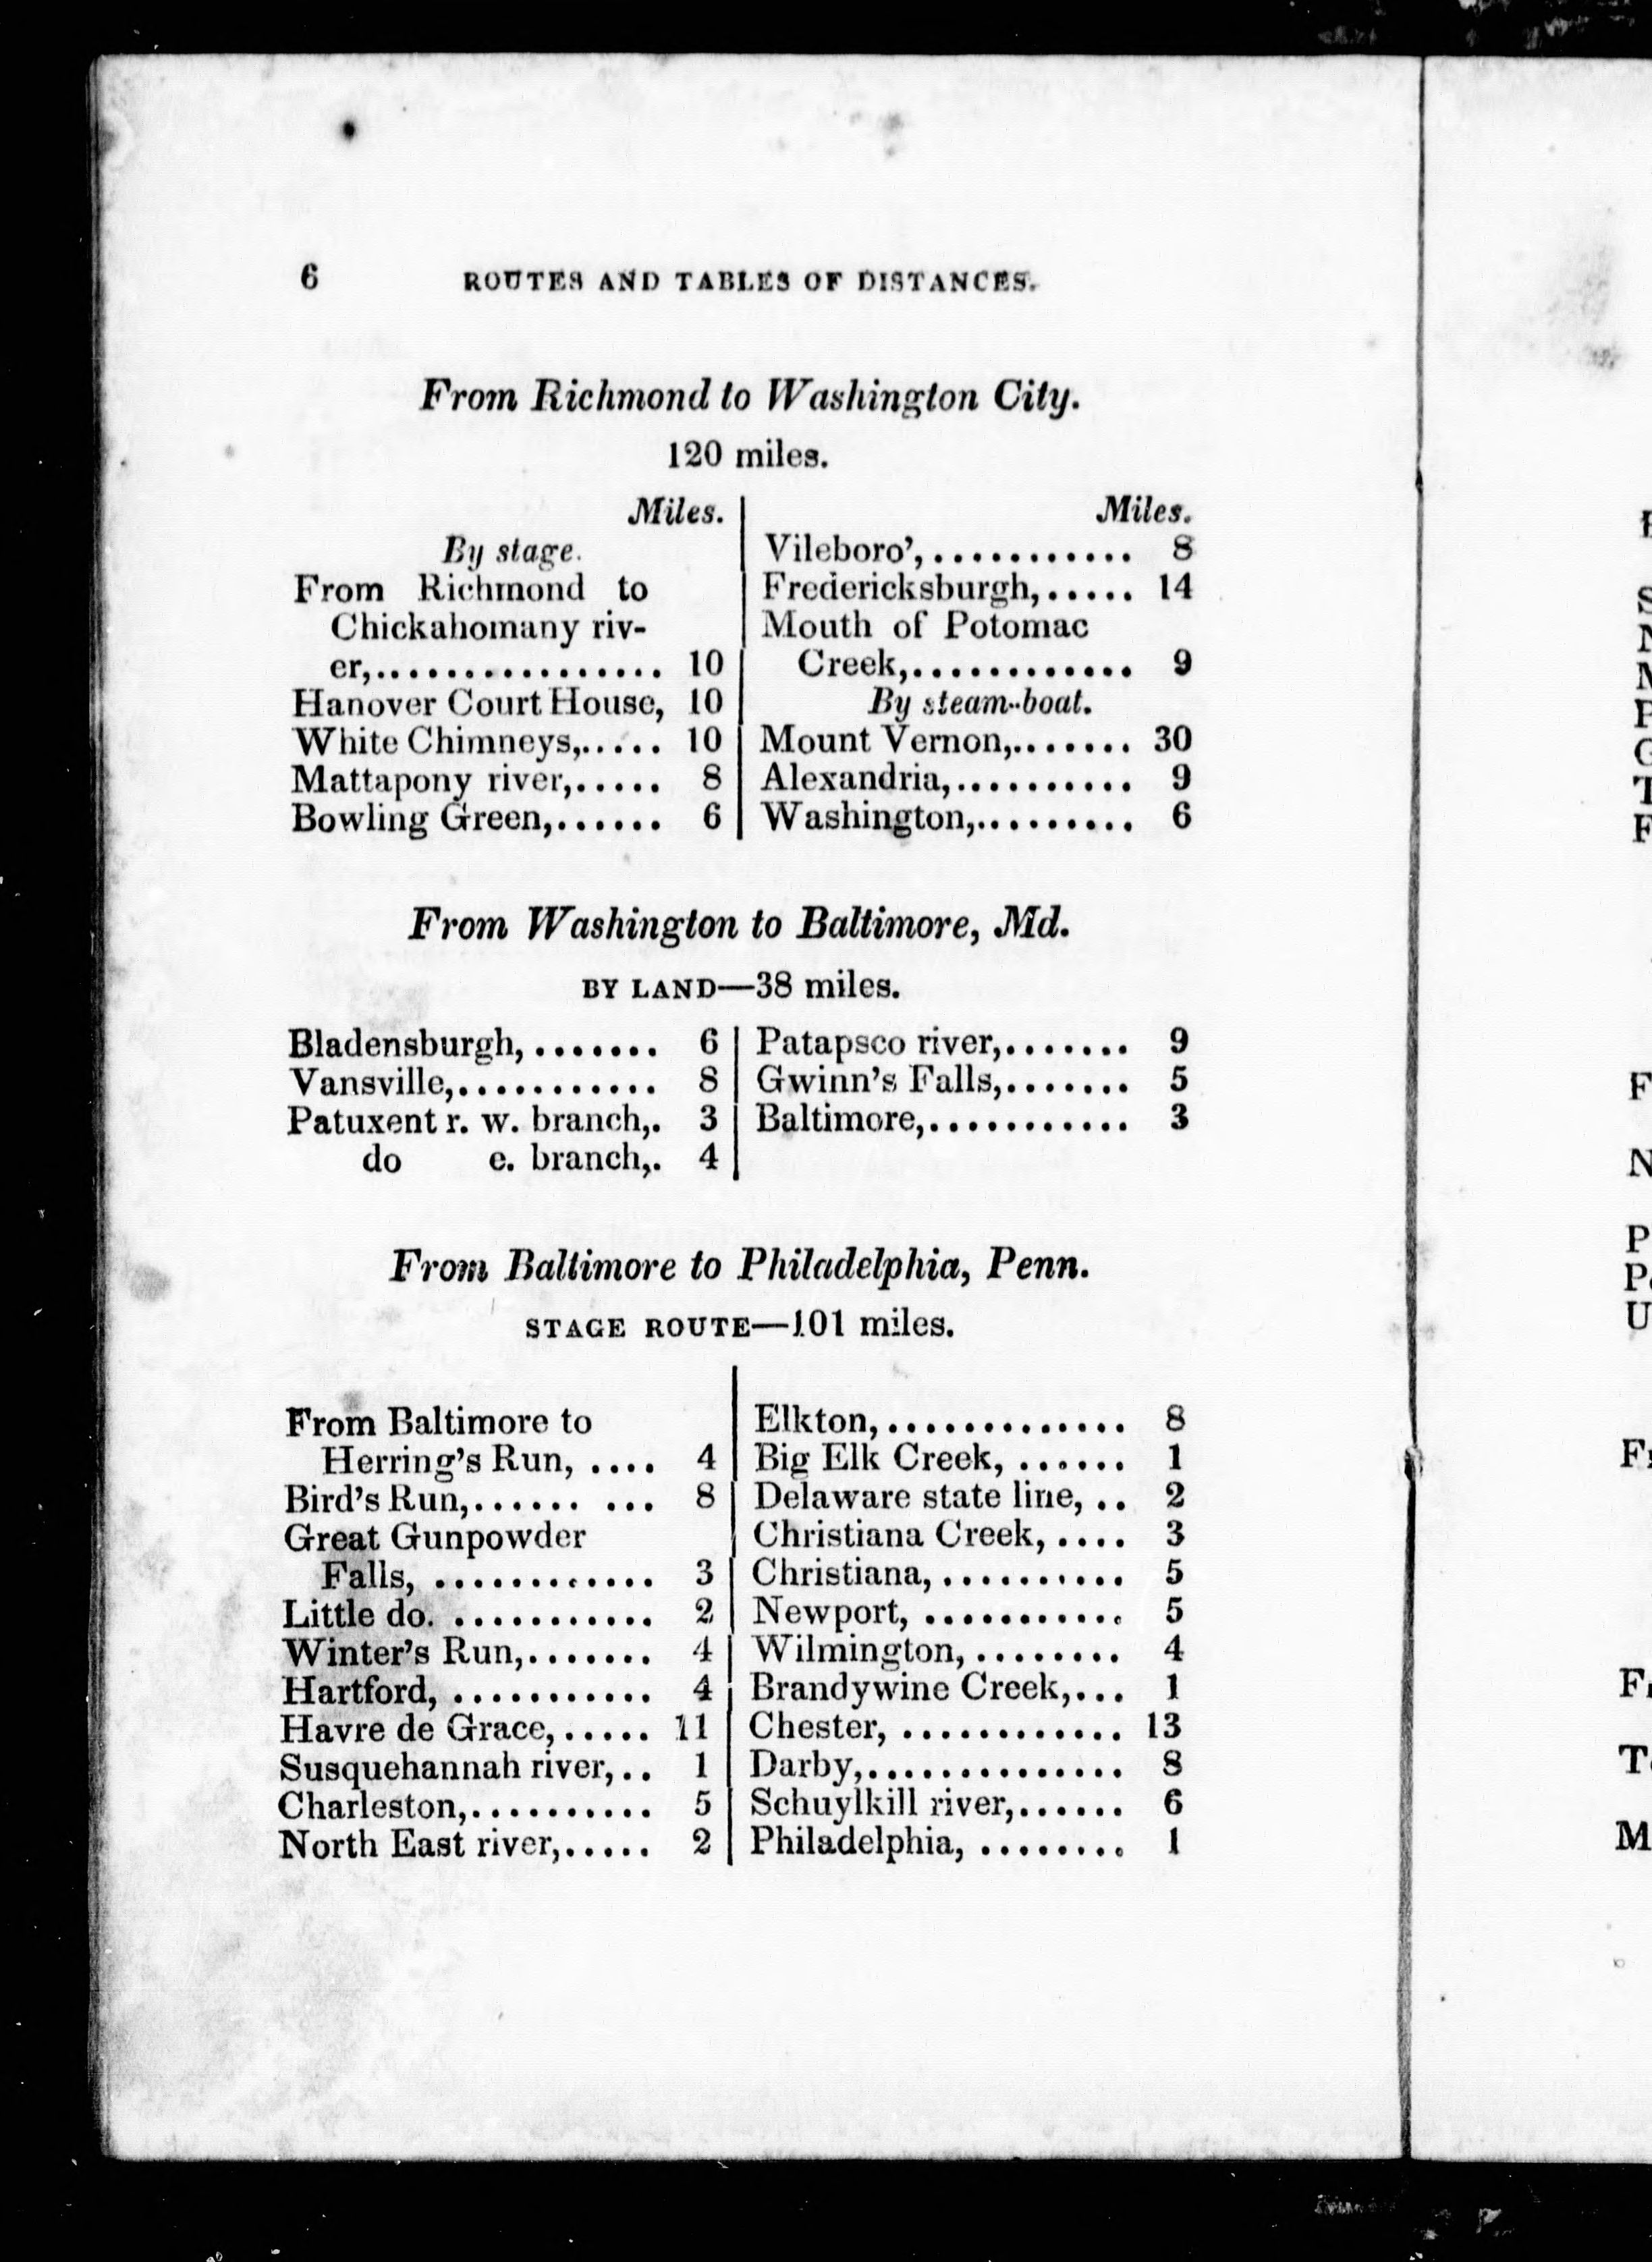 6 ROUTES AND TABLES OF DISTANCES.
From Richmond to Washington City.
120 miles.
Miles.
By stage.
From Richmond to
Chickahomany riv-
er,................ 10
Hanover Court House, 10
White Chimneys,..... 10
Mattapony river,..... 8
Bowling Green,...... 6
Miles.
Vileboro',........... 8
Fredericksburgh,..... 14
Mouth of Potomac
Creek,............. 9
By steam-boat.
Mount Vernon,....... 30
Alexandria,.......... 9
Washington,......... 6
From Washington to Baltimore, Md.
BY LAND—38 miles.
Bladensburgh, ....... 6
Vansville,........... 8
Patuxent r. w. branch,. 3
do e. branch,. 4
Patapsco river,....... 9
Gwinn's Falls,....... 5
Baltimore,........... 3
From Baltimore to Philadelphia, Penn.
STAGE ROUTE—101 miles.
From Baltimore to
Herring's Run, .... 4
Bird's Run,...... ... 8
Great Gunpowder
Falls, ............ 3
Little do. ........... 2
Winter's Run,....... 4
Hartford, ........... 4
Havre de Grace,..... 11
Susquehannah river,.. 1
Charleston,.......... 5
North East river,..... 2
Elkton,............. 8
Big Elk Creek, ...... 1
Delaware state line, .. 2
Christiana Creek, .... 3
Christiana, .......... 5
Newport, ........... 5
Wilmington, ........ 4
Brandywine Creek,... 1
Chester, ............ 13
Darby,.............. 8
Schuylkill river,...... 6
Philadelphia, ........ 1